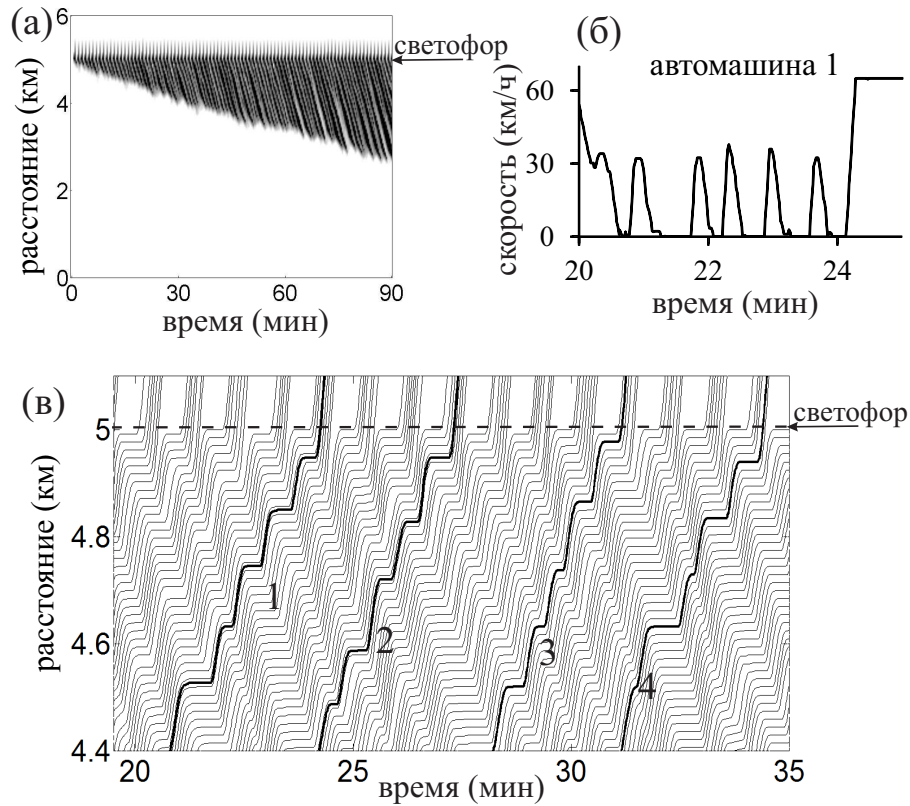 (а)
6
4
2
0
0 30 60 90
расстояние (км)
время (мин)
светофор
(б)
автомашина 1
60
30
0
20 22 24
скорость (км/ч)
время (мин)
(в)
5
4.8
4.6
4.4
20 25 30 35
расстояние (км)
время (мин)
светофор
1
2
3
4